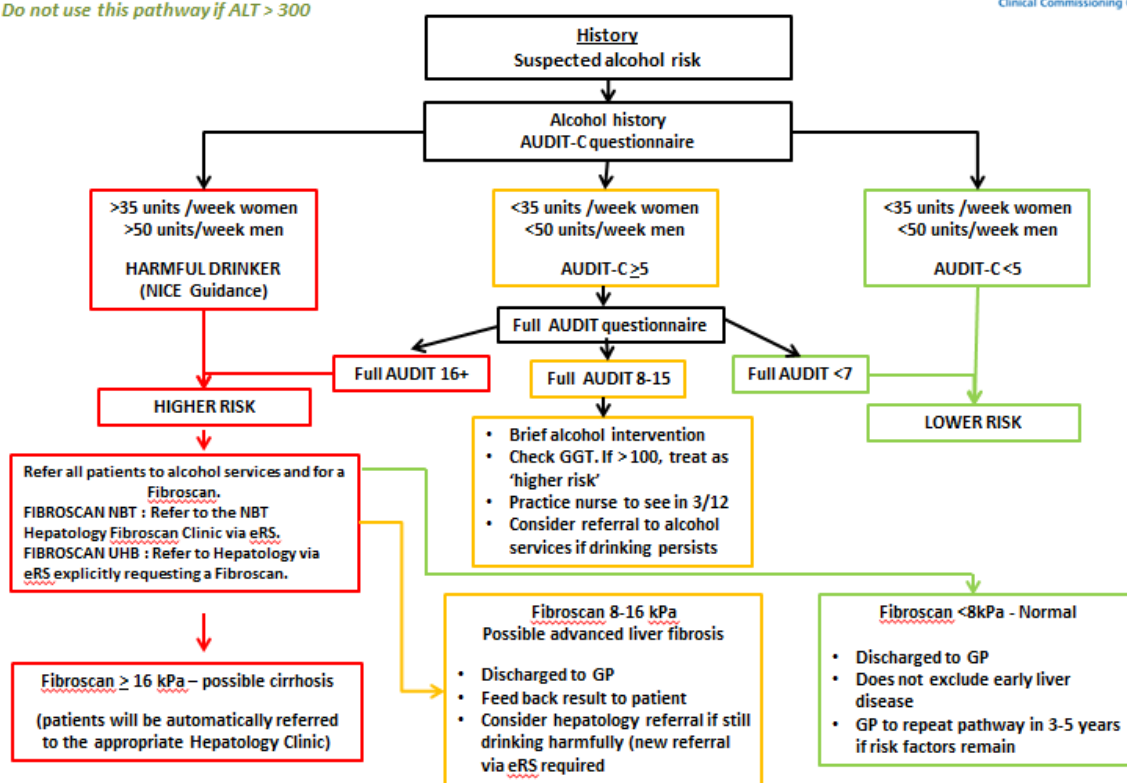 Do not use this pathway if ALT > 300
Clinical Commissioning
History
Suspected alcohol risk
Alcohol history
AUDIT-C questionnaire
>35 units /week women
>50 units/week men
HARMFUL DRINKER
(NICE Guidance)
<35 units /week women
<50 units/week men
AUDIT-C ≥5
<35 units /week women
<50 units/week men
AUDIT-C <5
Full AUDIT questionnaire
Full AUDIT 16+
Full AUDIT 8-15
Full AUDIT <7
HIGHER RISK
LOWER RISK
• Brief alcohol intervention
• Check GGT. If > 100, treat as
'higher risk'
• Practice nurse to see in 3/12
• Consider referral to alcohol
services if drinking persists
Refer all patients to alcohol services and for a
Fibroscan.
FIBROSCAN NBT : Refer to the NBT
Hepatology Fibroscan Clinic via eRS.
FIBROSCAN UHB : Refer to Hepatology via
eRS explicitly requesting a Fibroscan.
Fibroscan ≥ 16 kPa – possible cirrhosis
(patients will be automatically referred
to the appropriate Hepatology Clinic)
Fibroscan 8-16 kPa
Possible advanced liver fibrosis
• Discharged to GP
• Feed back result to patient
• Consider hepatology referral if still
drinking harmfully (new referral
via eRS required
Fibroscan <8kPa - Normal
• Discharged to GP
• Does not exclude early liver
disease
• GP to repeat pathway in 3-5 years
if risk factors remain